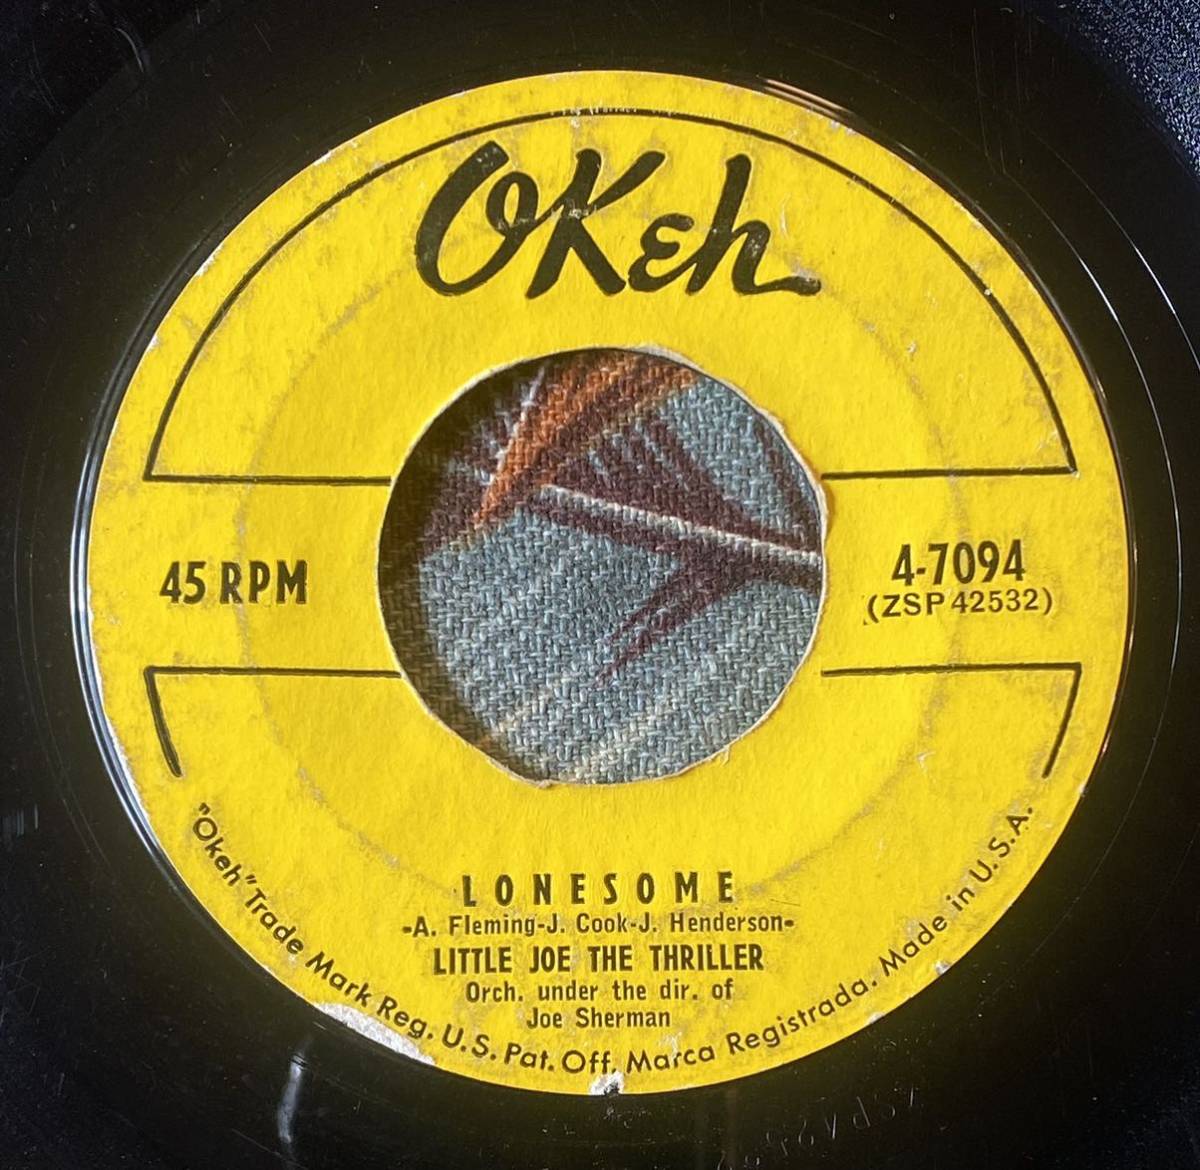 OKeh
45 RPM
4-7094
(ZSP 42532)
LONESOME
-A. Fleming-J. Cook-J. Henderson-
LITTLE JOE THE THRILLER
Orch. under the dir. of
Joe Sherman
"Okeh" Trade Mark Reg. U.S. Pat. Off. Marca Registrada. Made in U.S.A.